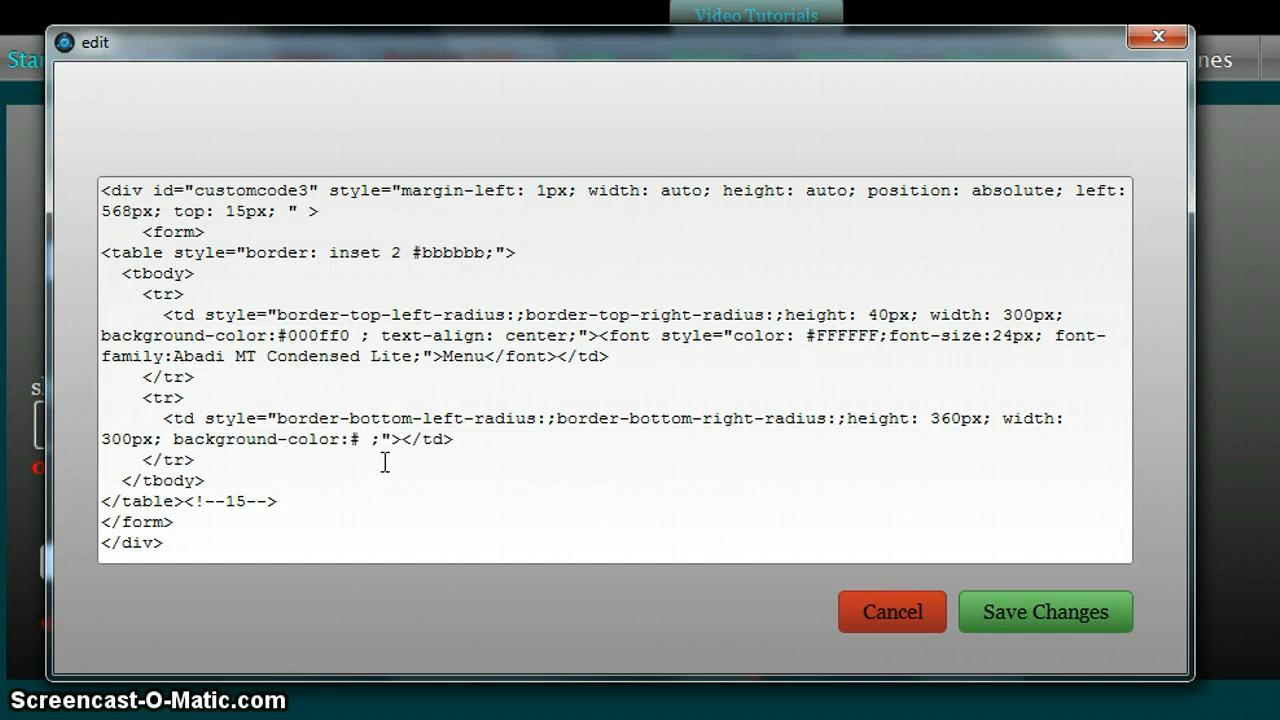 Video Tutorials
edit
Star
nes
<div id="customcode3" style="margin-left: 1px; width: auto; height: auto; position: absolute; left:
568px; top: 15px; " >
<form>
<table style="border: inset 2 #bbbbbb;">
<tbody>
<tr>
<td style="border-top-left-radius:;border-top-right-radius:;height: 40px; width: 300px;
background-color:#000ff0 ; text-align: center;"><font style="color: #FFFFFF;font-size:24px; font-
family:Abadi MT Condensed Lite;">Menu</font></td>
</tr>
<tr>
<td style="border-bottom-left-radius:;border-bottom-right-radius:;height: 360px; width:
300px; background-color:# ;"></td>
</tr>
</tbody>
</table><!--15-->
</form>
</div>
Cancel
Save Changes
Screencast-O-Matic.com